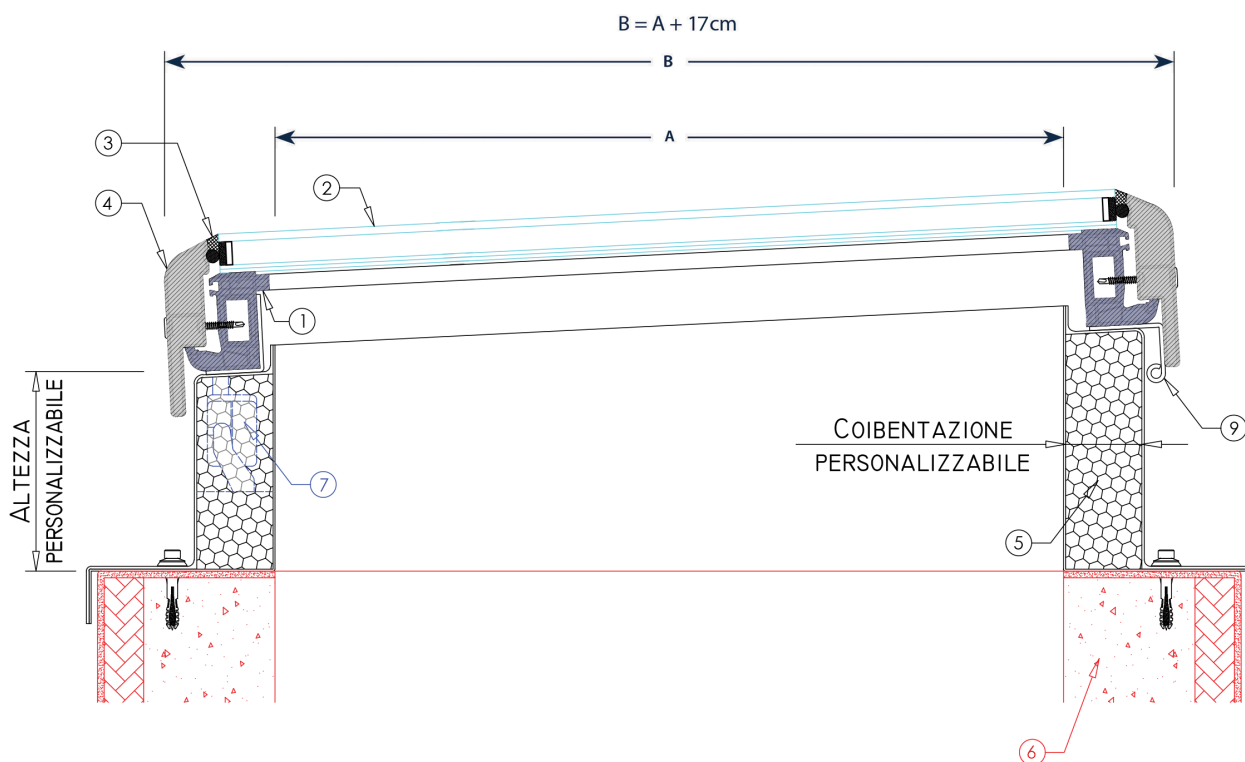 B = A + 17cm
B
A
3
2
4
1
ALTEZZA
PERSONALIZZABILE
COIBENTAZIONE
PERSONALIZZABILE
9
7
5
6